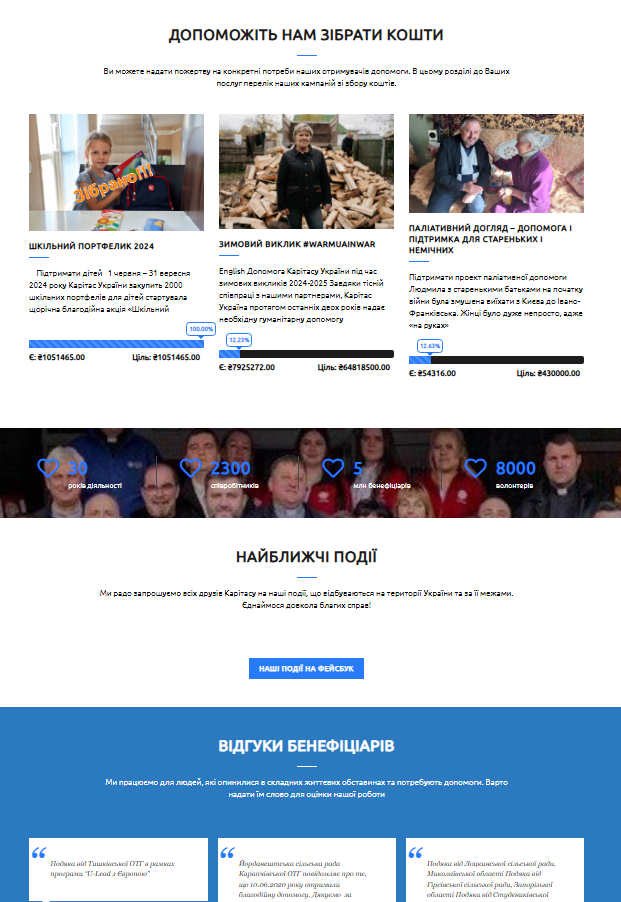 ДОПОМОЖІТЬ НАМ ЗІБРАТИ КОШТИ
Ви можете надати пожертву на конкретні потреби наших отримувачів допомоги. В цьому розділі до Ваших
послуг перелік наших кампаній зі збору коштів.
Зібрано!!!
ШКІЛЬНИЙ ПОРТФЕЛИК 2024
Підтримати дітей 1 червня – 31 вересня
2024 року Карітас України закупить 2000
шкільних портфелів для дітей стартувала
щорічна благодійна акція «Шкільний
100.00%
Є: ₴1051465.00 Ціль: ₴1051465.00
ЗИМОВИЙ ВИКЛИК #WARMUAINWAR
English Допомога Карітасу України під час
зимових викликів 2024-2025 Завдяки тісній
співпраці з нашими партнерами, Карітас
Україна протягом останніх двох років надає
необхідну гуманітарну допомогу
12.23%
Є: ₴7925272.00 Ціль: ₴64818500.00
ПАЛІАТИВНИЙ ДОГЛЯД – ДОПОМОГА І
ПІДТРИМКА ДЛЯ СТАРЕНЬКИХ І
НЕМІЧНИХ
Підтримати проект паліативної допомоги
Людмила з старенькими батьками на початку
війни була змушена виїхати з Києва до Івано-
Франківська. Жінці було дуже непросто, адже
«на руках»
12.63%
Є: ₴54316.00 Ціль: ₴430000.00
30
років діяльності
2300
співробітників
5
млн бенефіціарів
8000
волонтерів
НАЙБЛИЖЧІ ПОДІЇ
Ми радо запрошуємо всіх друзів Карітасу на наші події, що відбуваються на території України та за її межами.
Єднаймося довкола благих справ!
НАШІ ПОДІЇ НА ФЕЙСБУК
ВІДГУКИ БЕНЕФІЦІАРІВ
Ми працюємо для людей, які опинилися в складних життєвих обставинах та потребують допомоги. Варто
надати їм слово для оцінки нашої роботи
Подяка від Тишківської ОТГ в рамках
програми “U-Lead з Європою”
Йорданештська сільська рада
Карапчівської ОТГ повідомляє про те,
що 10.06.2020 року отримали
благодійну допомогу. Дякуємо за
Подяка від Лоцкинської сільської ради,
Миколаївської області Подяка від
Гірсівської сільської ради, Запорізької
області Подяка від Студениківської